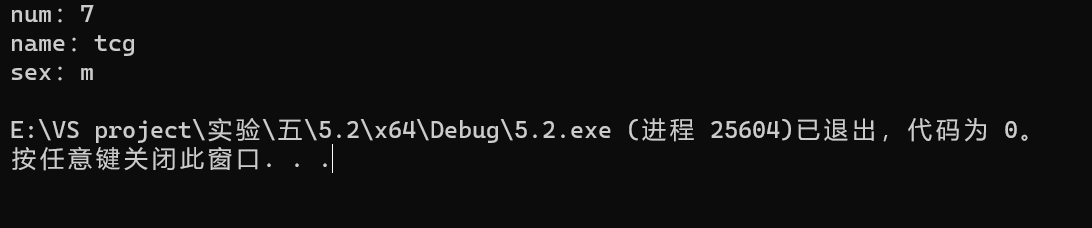 num：7
name：tcg
sex：m
E:\VS project\实验\五\5.2\x64\Debug\5.2.exe (进程 25604)已退出，代码为 0。
按任意键关闭此窗口. . .